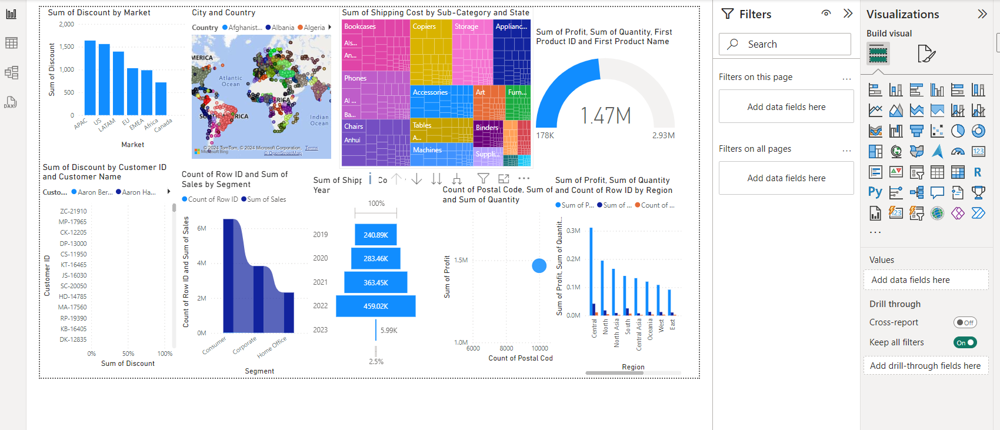 Sum of Discount by Market
2,000
1,500
1,000
500
0
Sum of Discount
APAC
US
LATAM
EU
EMEA
Africa
Canada
Market
City and Country
Country Afghanist... Albania Algeria
MERICA
Atlantic
Ocean
AFRICA
Indian
Ocean
© 2024 TomTom, © 2024 Microsoft Corporation, Terms
© OpenStreetMap
Microsoft Bing
Sum of Shipping Cost by Sub-Category and State
Bookcases
Als...
An...
Phones
Al ...
Ba...
Chairs
Anhui
Copiers
Storage
Applianc...
Accessories
Art
Furn...
Tables
A...
Binders
Machines
Suppli...
Sum of Profit, Sum of Quantity, First
Product ID and First Product Name
1.47M
178K
2.93M
Sum of Discount by Customer ID
and Customer Name
Custo... Aaron Ber... Aaron Ha...
Customer ID
ZC-21910
MP-17965
CK-12205
DP-13000
CS-11950
KT-16465
JS-16030
SC-20050
HD-14785
MA-17560
RP-19390
KB-16405
DK-12835
0% 50% 100%
Sum of Discount
Count of Row ID and Sum of
Sales by Segment
Count of Row ID Sum of Sales
Count of Row ID and Sum of Sales
6M
4M
2M
0M
Consumer
Corporate
Home Office
Segment
Sum of Shipp Co
Year
100%
2019 240.89K
2020 283.46K
2021 363.45K
2022 459.02K
2023 5.99K
2.5%
Count of Postal Code, Sum of
and Sum of Quantity
Sum of Profit
1.5M
1.0M
6000 8000 10000
Count of Postal Cod
Sum of Profit, Sum of Quantity
and Count of Row ID by Region
Sum of P... Sum of ... Count of ...
Sum of Profit, Sum of Quantit...
0.3M
0.2M
0.1M
0.0M
Central
North
North Asia
South
Central Asia
Oceania
West
East
Region
DAX
Filters
Search
Filters on this page ...
Add data fields here
Filters on all pages ...
Add data fields here
Visualizations
Build visual
123
R
Py
123
...
Values
Add data fields here
Drill through
Cross-report Off
Keep all filters On
Add drill-through fields here